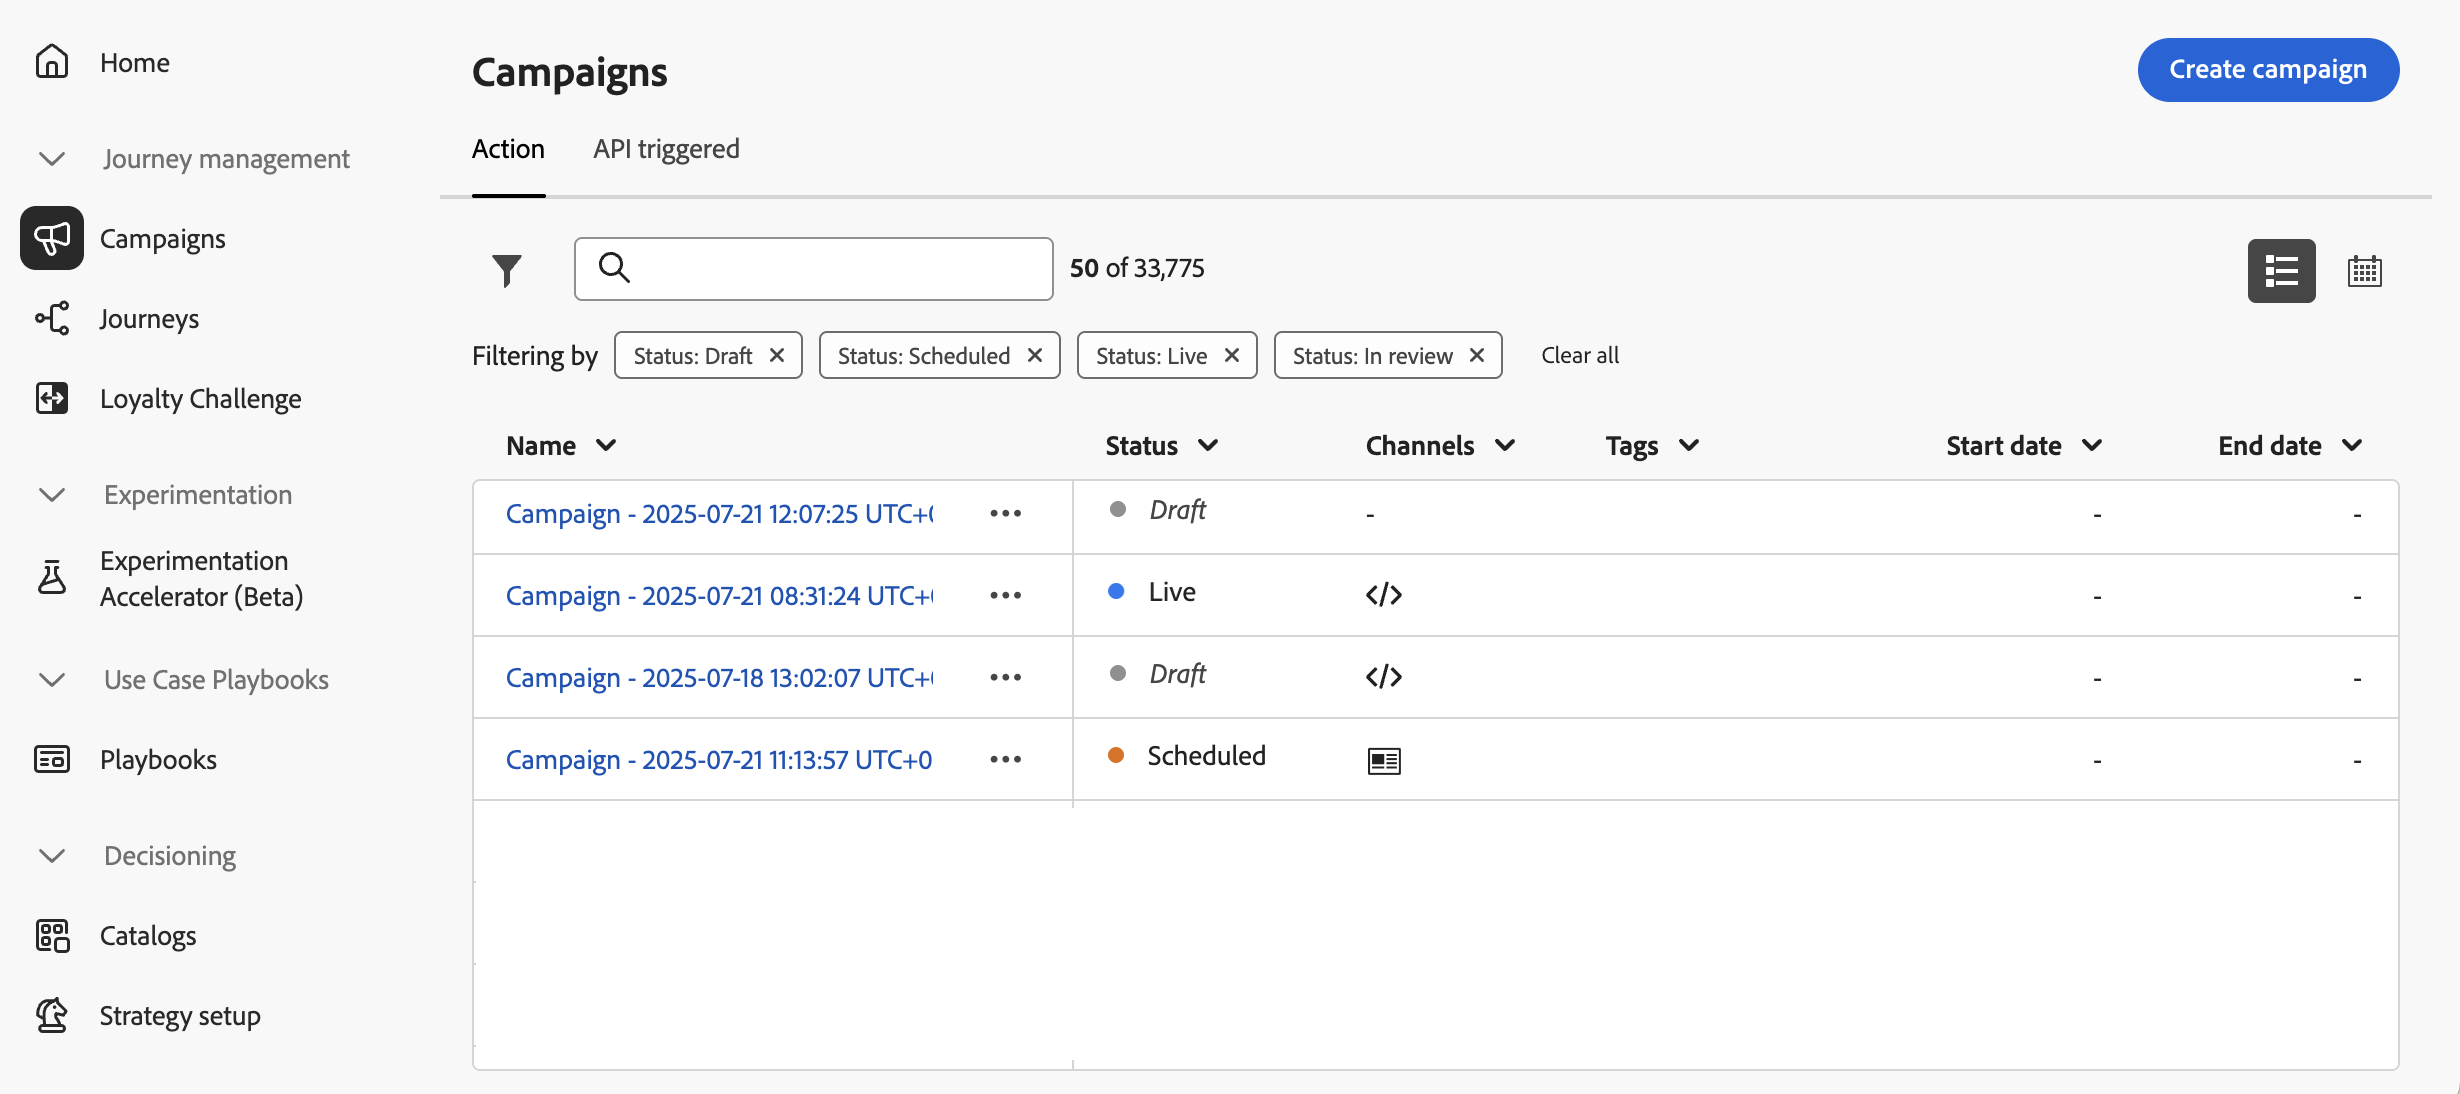 Home
Journey management
Campaigns
Journeys
Loyalty Challenge
Experimentation
Experimentation
Accelerator (Beta)
Use Case Playbooks
Playbooks
Decisioning
Catalogs
Strategy setup
Campaigns
Create campaign
Action API triggered
50 of 33,775
Filtering by Status: Draft Status: Scheduled Status: Live Status: In review Clear all
Name Status Channels Tags Start date End date
Campaign - 2025-07-21 12:07:25 UTC+ Draft - - -
Campaign - 2025-07-21 08:31:24 UTC+ Live - -
Campaign - 2025-07-18 13:02:07 UTC+ Draft - -
Campaign - 2025-07-21 11:13:57 UTC+0 Scheduled - -